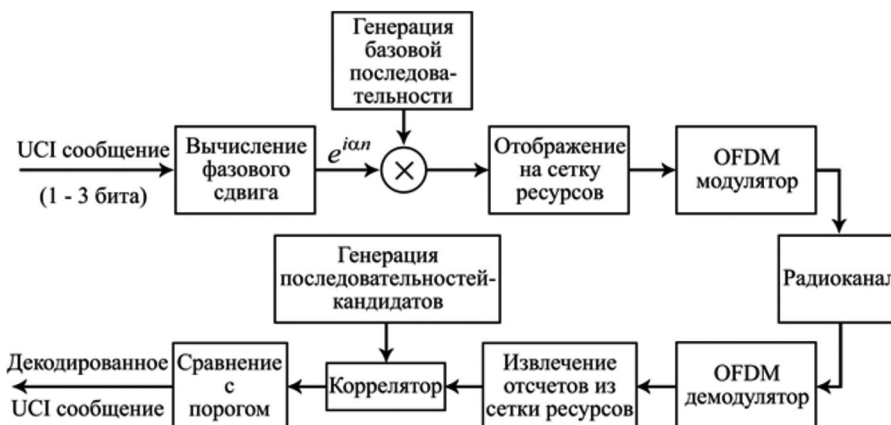 Генерация
базовой
последова-
тельности
UCI сообщение
(1 - 3 бита)
Вычисление
фазового
сдвига
e^{iαn}
×
Отображение
на сетку
ресурсов
OFDM
модулятор
Генерация
последовательностей-
кандидатов
Радиоканал
Декодированное
UCI сообщение
Сравнение
с
порогом
Коррелятор
Извлечение
отсчетов из
сетки ресурсов
OFDM
демодулятор